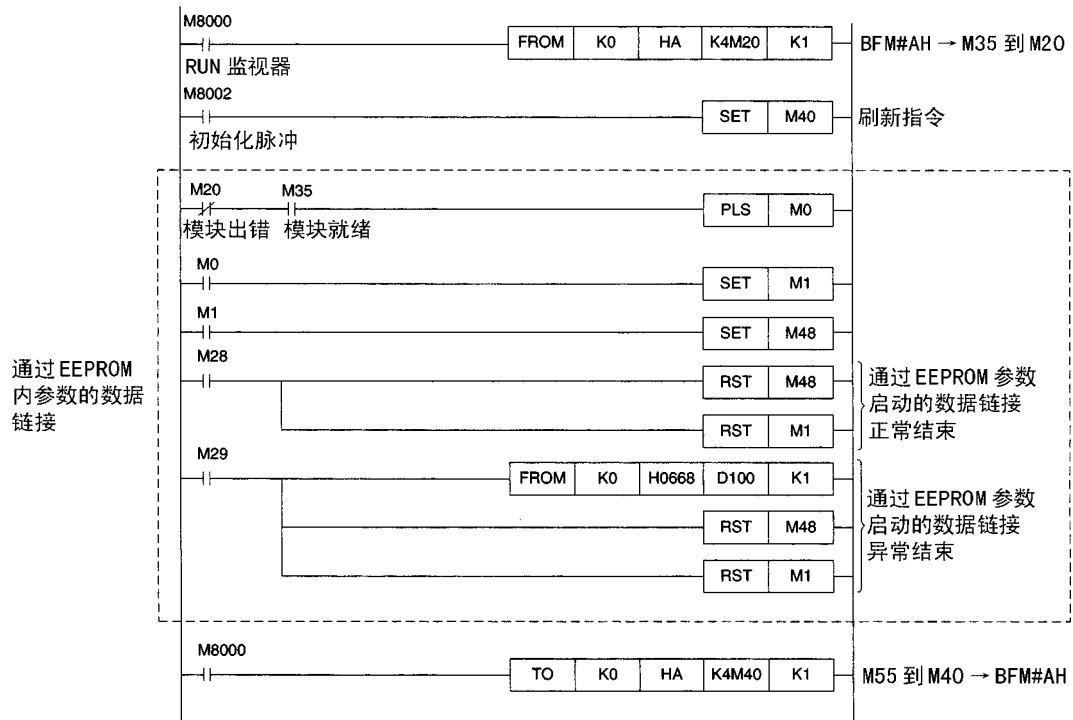 M8000
FROM K0 HA K4M20 K1
BFM#AH → M35 到 M20
RUN 监视器
M8002
SET M40
刷新指令
初始化脉冲
M20 M35
PLS M0
模块出错 模块就绪
M0
SET M1
M1
SET M48
通过 EEPROM
内参数的数据
链接
M28
RST M48
RST M1
通过 EEPROM 参数
启动的数据链接
正常结束
M29
FROM K0 H0668 D100 K1
RST M48
RST M1
通过 EEPROM 参数
启动的数据链接
异常结束
M8000
TO K0 HA K4M40 K1
M55 到 M40 → BFM#AH